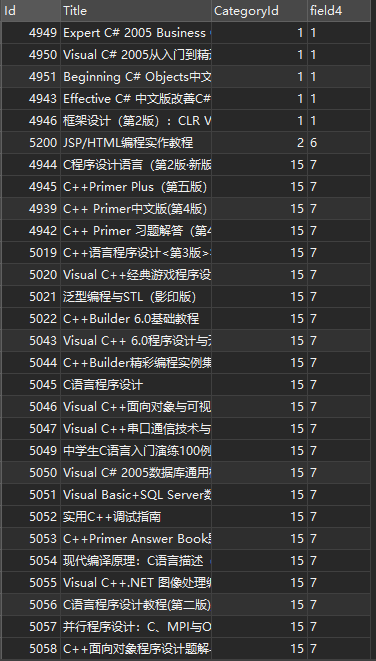 Id Title CategoryId field4
4949 Expert C# 2005 Business 1 1
4950 Visual C# 2005从入门到精 1 1
4951 Beginning C# Objects中文 1 1
4943 Effective C# 中文版改善C# 1 1
4946 框架设计（第2版）：CLR V 1 1
5200 JSP/HTML编程实作教程 2 6
4944 C程序设计语言（第2版·新版 15 7
4945 C++Primer Plus（第五版） 15 7
4939 C++ Primer中文版(第4版) 15 7
4942 C++ Primer 习题解答（第4 15 7
5019 C++语言程序设计<第3版> 15 7
5020 Visual C++经典游戏程序设 15 7
5021 泛型编程与STL（影印版） 15 7
5022 C++Builder 6.0基础教程 15 7
5043 Visual C++ 6.0程序设计与 15 7
5044 C++Builder精彩编程实例集 15 7
5045 C语言程序设计 15 7
5046 Visual C++面向对象与可视 15 7
5047 Visual C++串口通信技术与 15 7
5049 中学生C语言入门演练100例 15 7
5050 Visual C# 2005数据库通用 15 7
5051 Visual Basic+SQL Server数 15 7
5052 实用C++调试指南 15 7
5053 C++Primer Answer Book 15 7
5054 现代编译原理：C语言描述（ 15 7
5055 Visual C++.NET 图像处理编 15 7
5056 C语言程序设计教程(第二版) 15 7
5057 并行程序设计：C、MPI与O 15 7
5058 C++面向对象程序设计题解 15 7